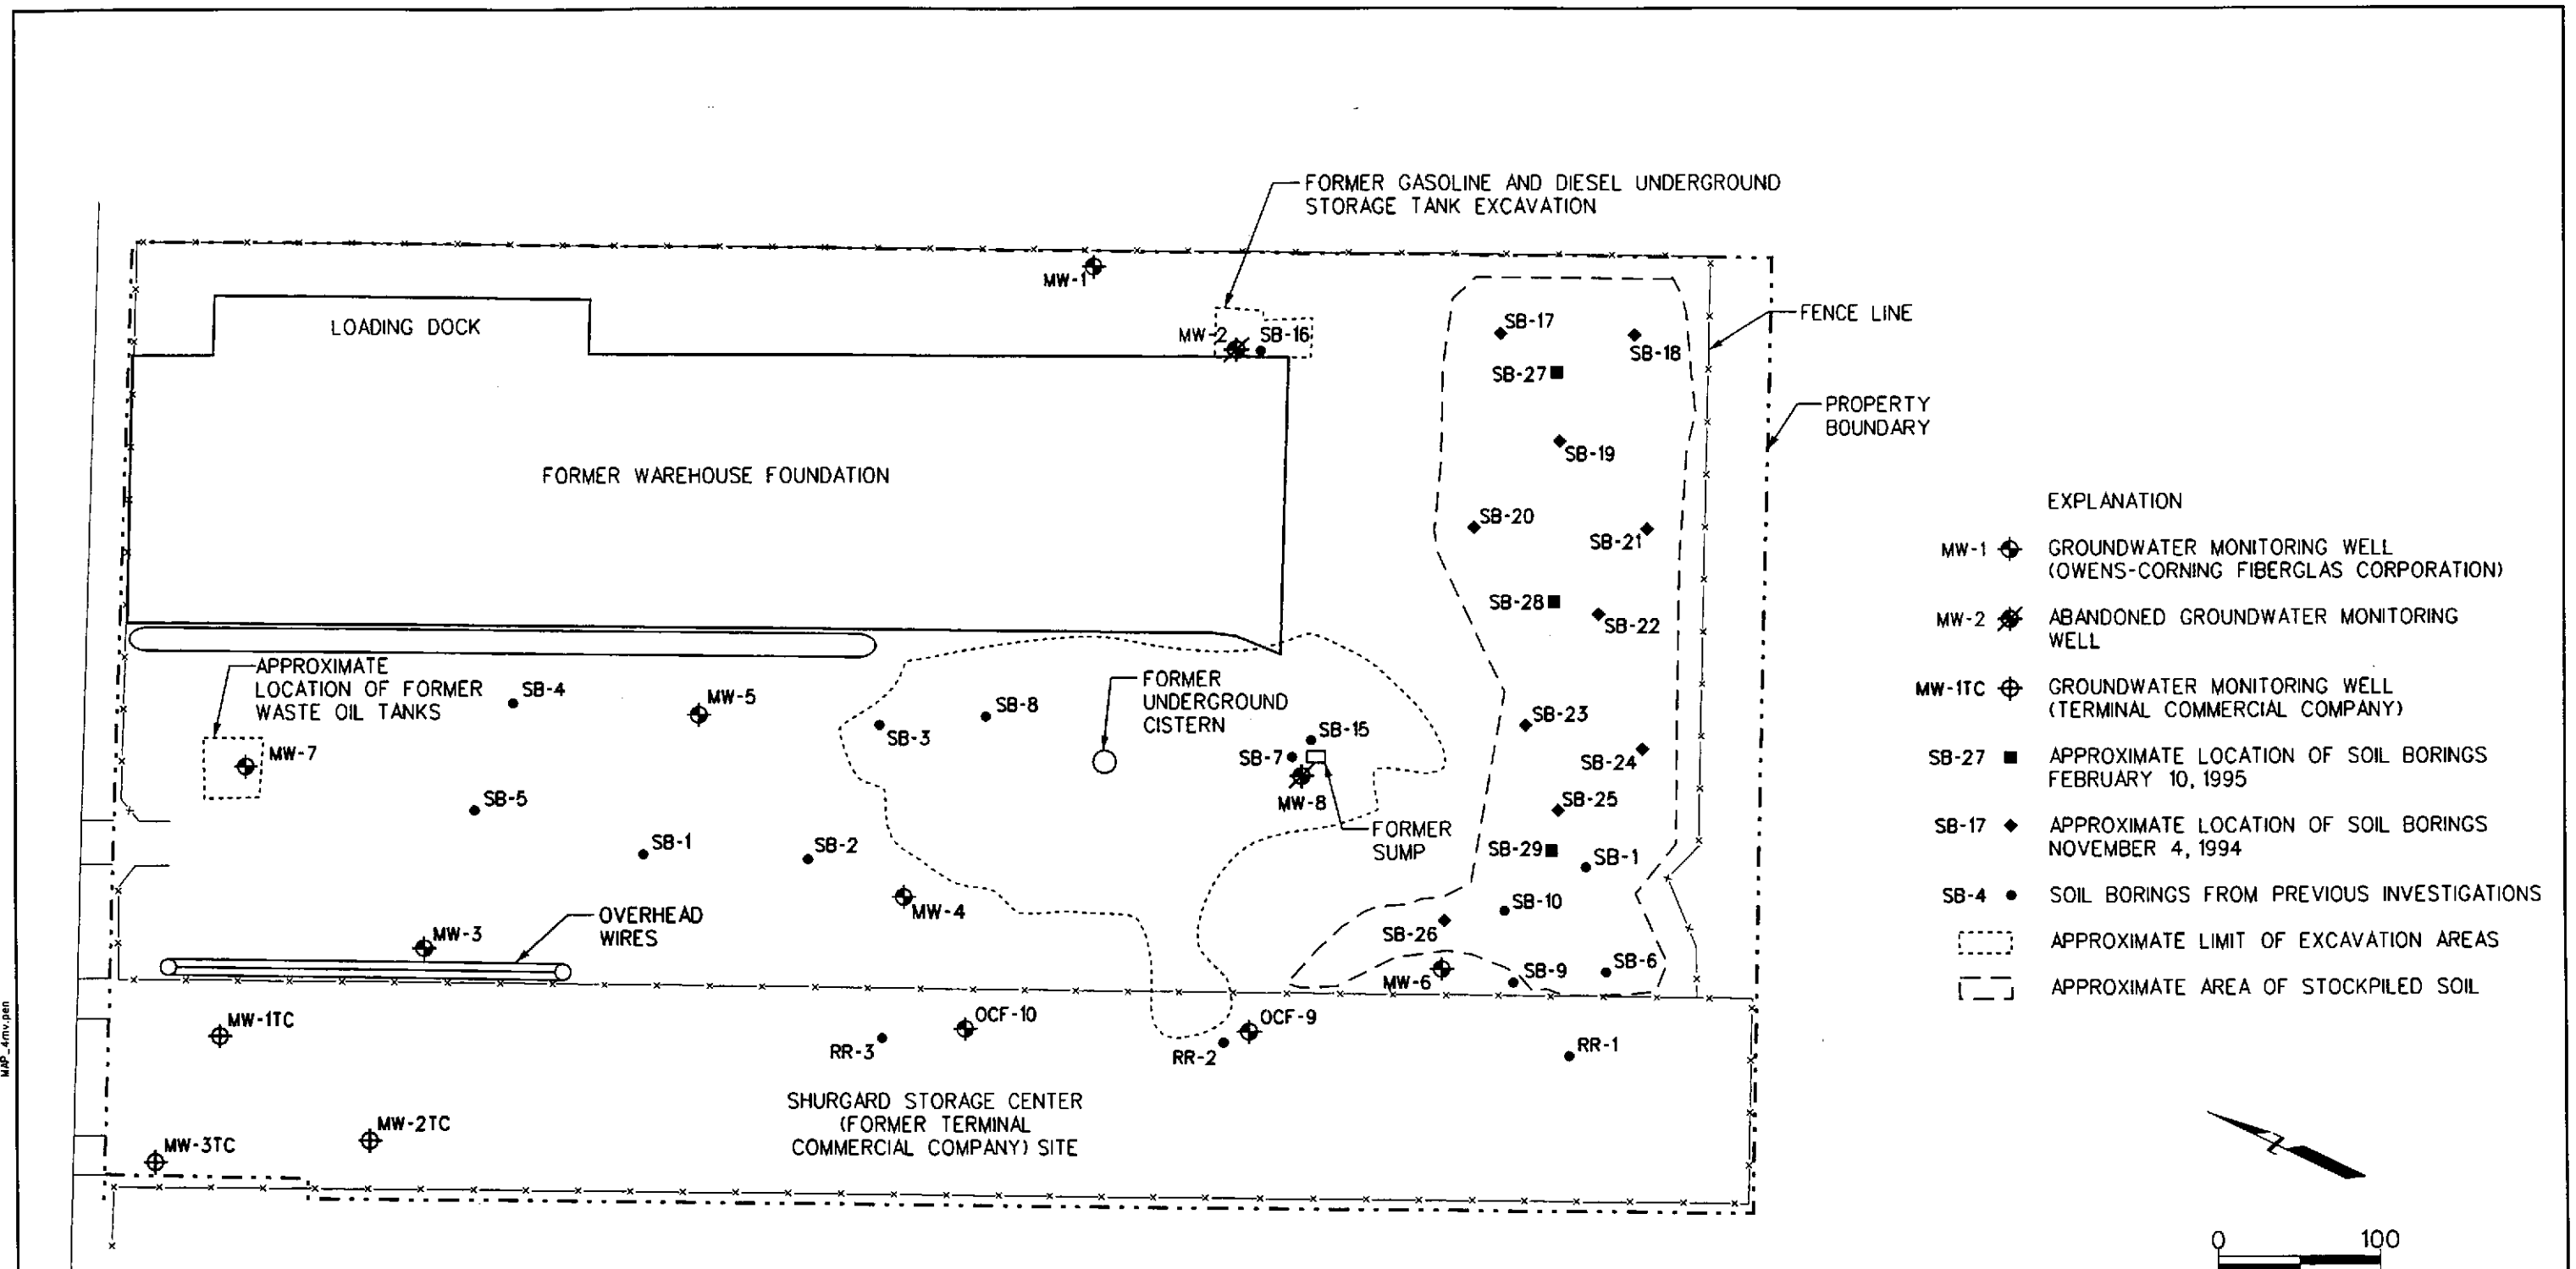 FORMER GASOLINE AND DIESEL UNDERGROUND
STORAGE TANK EXCAVATION
MW-1
LOADING DOCK
MW-2
SB-16
SB-17
SB-18
FENCE LINE
SB-27
PROPERTY
BOUNDARY
SB-19
FORMER WAREHOUSE FOUNDATION
SB-20
SB-21
SB-28
SB-22
APPROXIMATE
LOCATION OF FORMER
WASTE OIL TANKS
SB-4
MW-5
SB-8
SB-3
FORMER
UNDERGROUND
CISTERN
SB-15
SB-7
MW-8
FORMER
SUMP
SB-23
SB-24
SB-25
SB-29
SB-1
SB-10
MW-7
SB-5
SB-1
SB-2
MW-4
OVERHEAD
WIRES
MW-3
SB-26
MW-6
SB-9
SB-6
MW-1TC
OCF-10
OCF-9
RR-3
RR-2
RR-1
MW-2TC
MW-3TC
SHURGARD STORAGE CENTER
(FORMER TERMINAL
COMMERCIAL COMPANY) SITE
EXPLANATION
MW-1 GROUNDWATER MONITORING WELL
(OWENS-CORNING FIBERGLAS CORPORATION)
MW-2 ABANDONED GROUNDWATER MONITORING
WELL
MW-1TC GROUNDWATER MONITORING WELL
(TERMINAL COMMERCIAL COMPANY)
SB-27 APPROXIMATE LOCATION OF SOIL BORINGS
FEBRUARY 10, 1995
SB-17 APPROXIMATE LOCATION OF SOIL BORINGS
NOVEMBER 4, 1994
SB-4 SOIL BORINGS FROM PREVIOUS INVESTIGATIONS
APPROXIMATE LIMIT OF EXCAVATION AREAS
APPROXIMATE AREA OF STOCKPILED SOIL
Z
0 100
MAP_4mv.pen